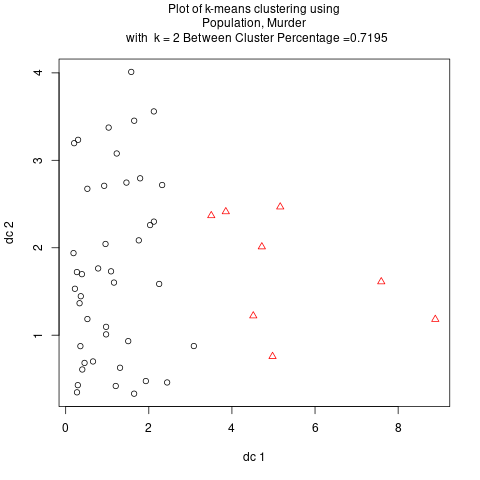 Plot of k-means clustering using
Population, Murder
with  k = 2 Between Cluster Percentage =0.7195
dc 2
4
3
2
1
0
2
4
6
8
dc 1